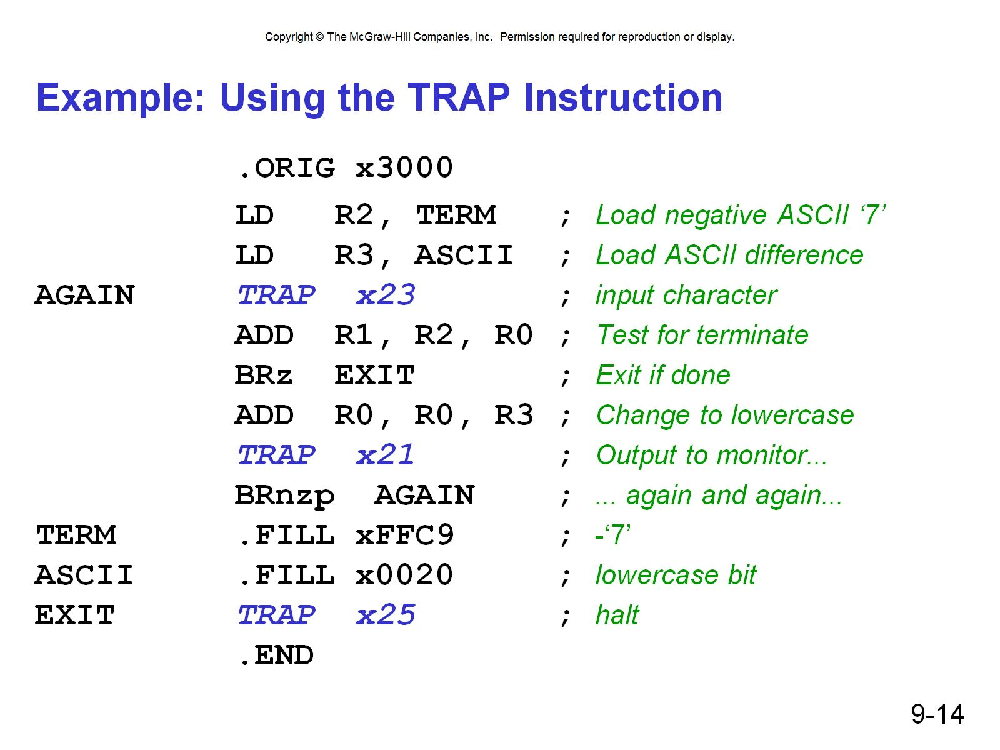 Copyright © The McGraw-Hill Companies, Inc.  Permission required for reproduction or display.
Example: Using the TRAP Instruction
.ORIG x3000
LD R2, TERM ; Load negative ASCII ‘7’
LD R3, ASCII ; Load ASCII difference
AGAIN TRAP x23 ; input character
ADD R1, R2, R0 ; Test for terminate
BRz EXIT ; Exit if done
ADD R0, R0, R3 ; Change to lowercase
TRAP x21 ; Output to monitor...
BRnzp AGAIN ; ... again and again...
TERM .FILL xFFC9 ; -‘7’
ASCII .FILL x0020 ; lowercase bit
EXIT TRAP x25 ; halt
.END
9-14